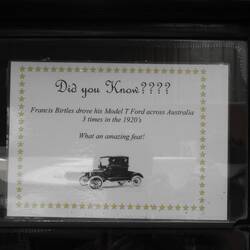 Did you Know????
Francis Birtles drove his Model T Ford across Australia
3 times in the 1920's
What an amazing feat!